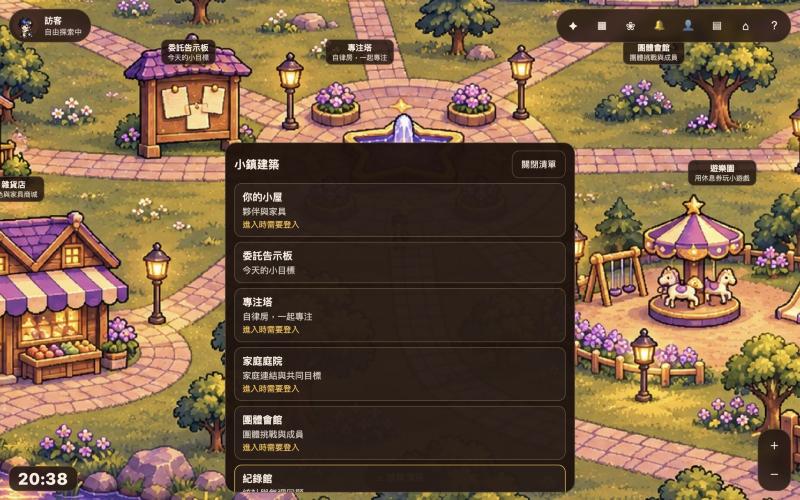 訪客
自由探索中
?
委託告示板
今天的小目標
專注塔
自律房，一起專注
團體會館
團體挑戰與成員
雜貨店
與家具商城
遊樂園
用休息券玩小遊戲
小鎮建築
關閉清單
你的小屋
夥伴與家具
進入時需要登入
委託告示板
今天的小目標
專注塔
自律房，一起專注
進入時需要登入
家庭庭院
家庭連結與共同目標
進入時需要登入
團體會館
團體挑戰與成員
進入時需要登入
紀錄館
20:38
+
−